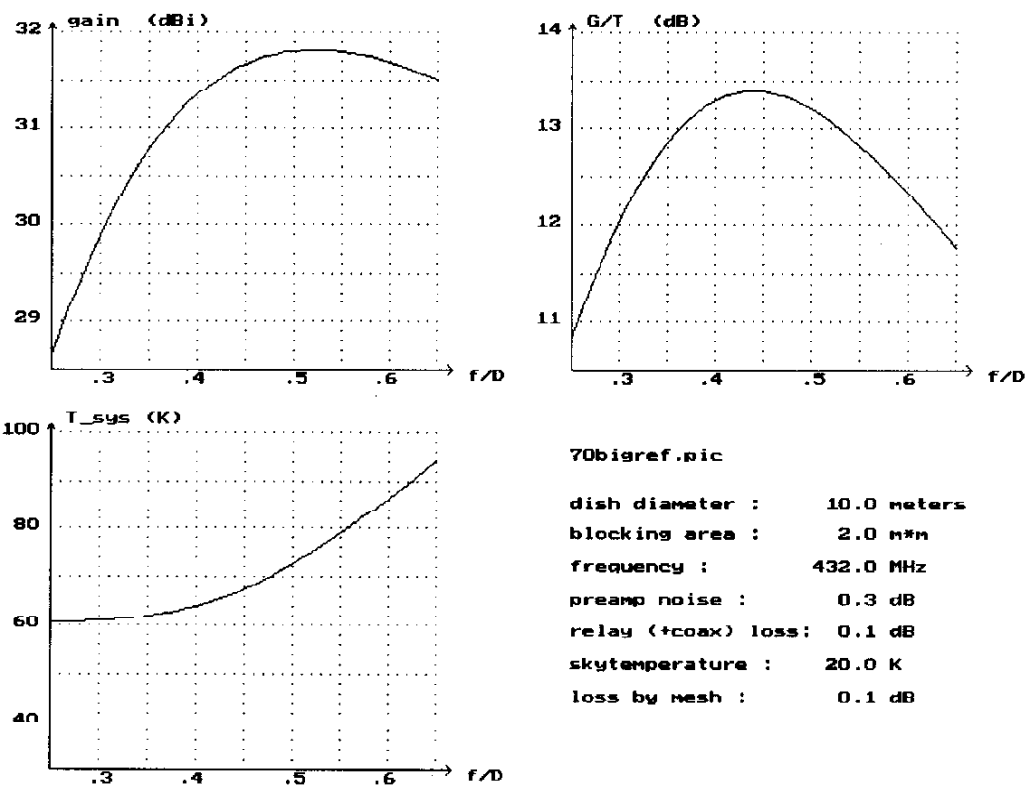 gain (dBi)
32
31
30
29
.3 .4 .5 .6 f/D
G/T (dB)
14
13
12
11
.3 .4 .5 .6 f/D
T_sys (K)
100
80
60
40
.3 .4 .5 .6 f/D
70bigref.pic
dish diameter : 10.0 meters
blocking area : 2.0 m*m
frequency : 432.0 MHz
preamp noise : 0.3 dB
relay (+coax) loss: 0.1 dB
skytemperature : 20.0 K
loss by mesh : 0.1 dB